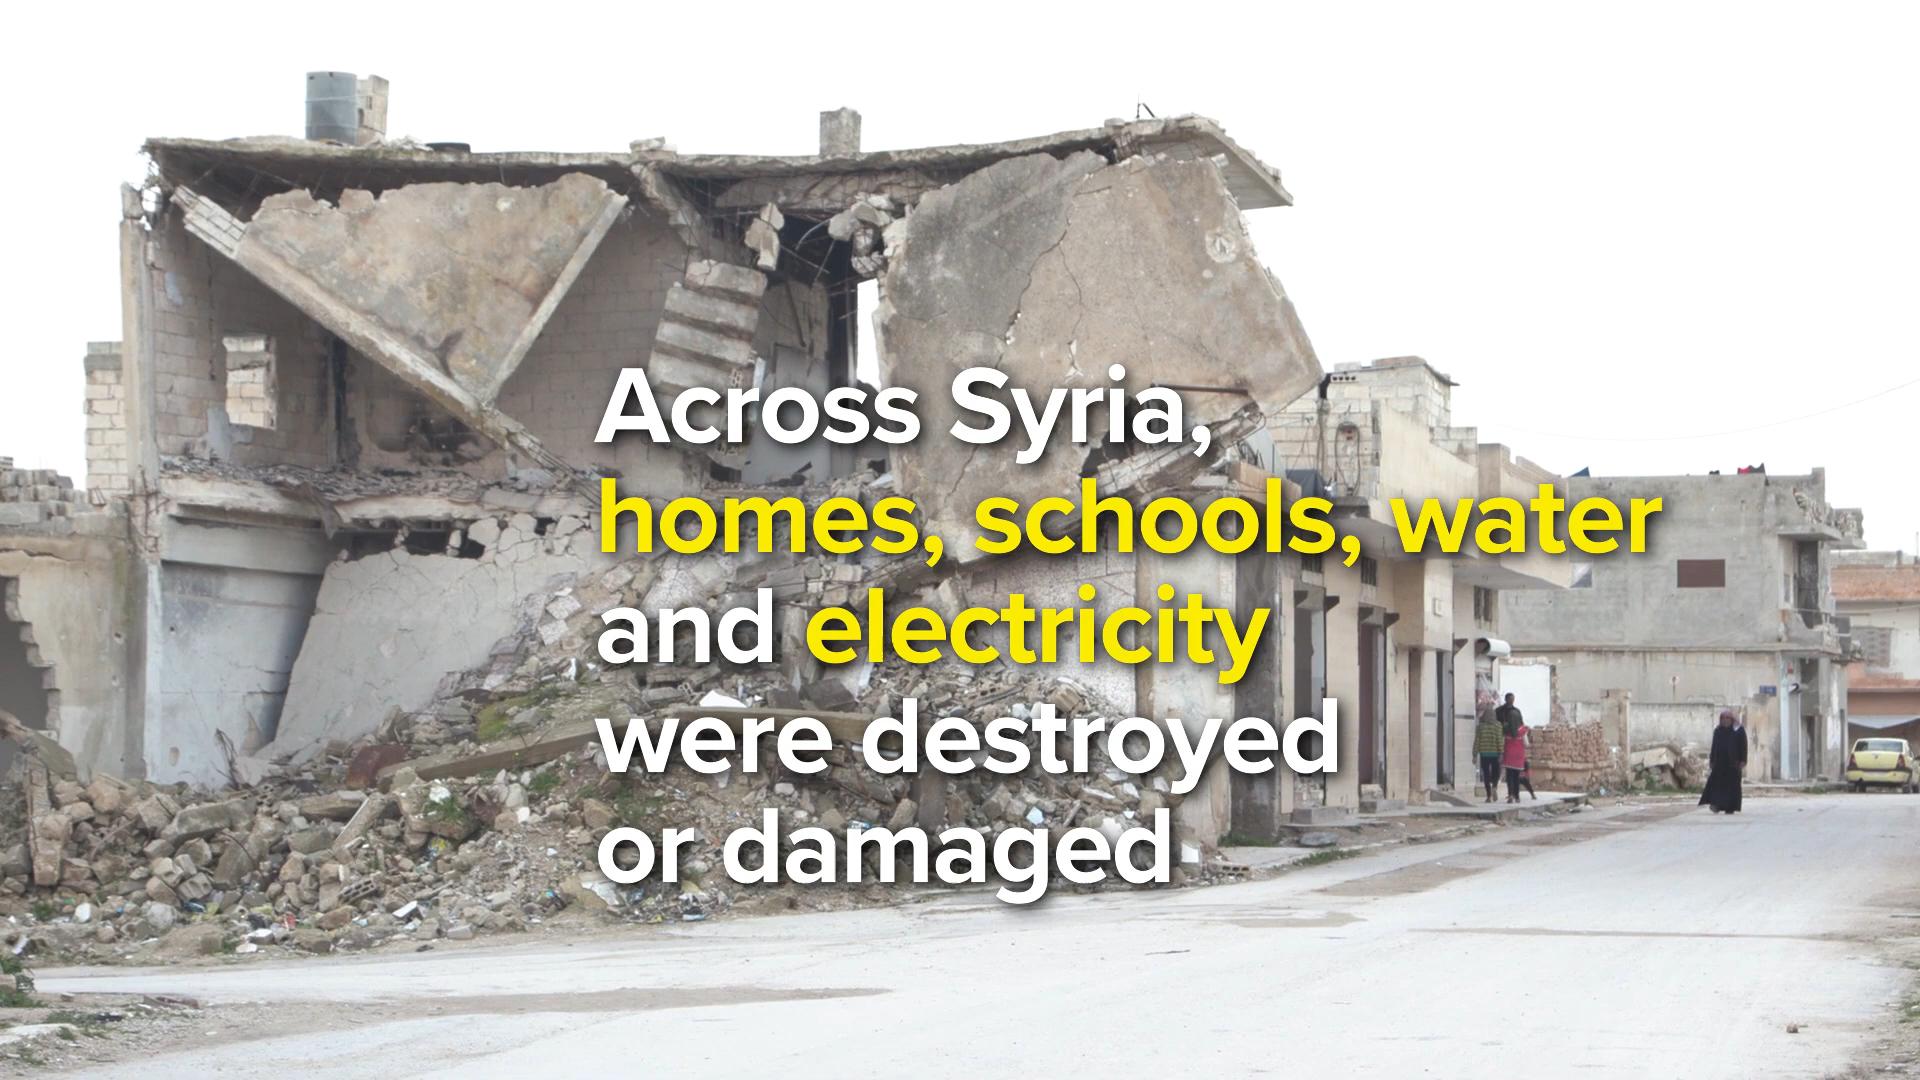 Across Syria,
homes, schools, water
and electricity
were destroyed
or damaged